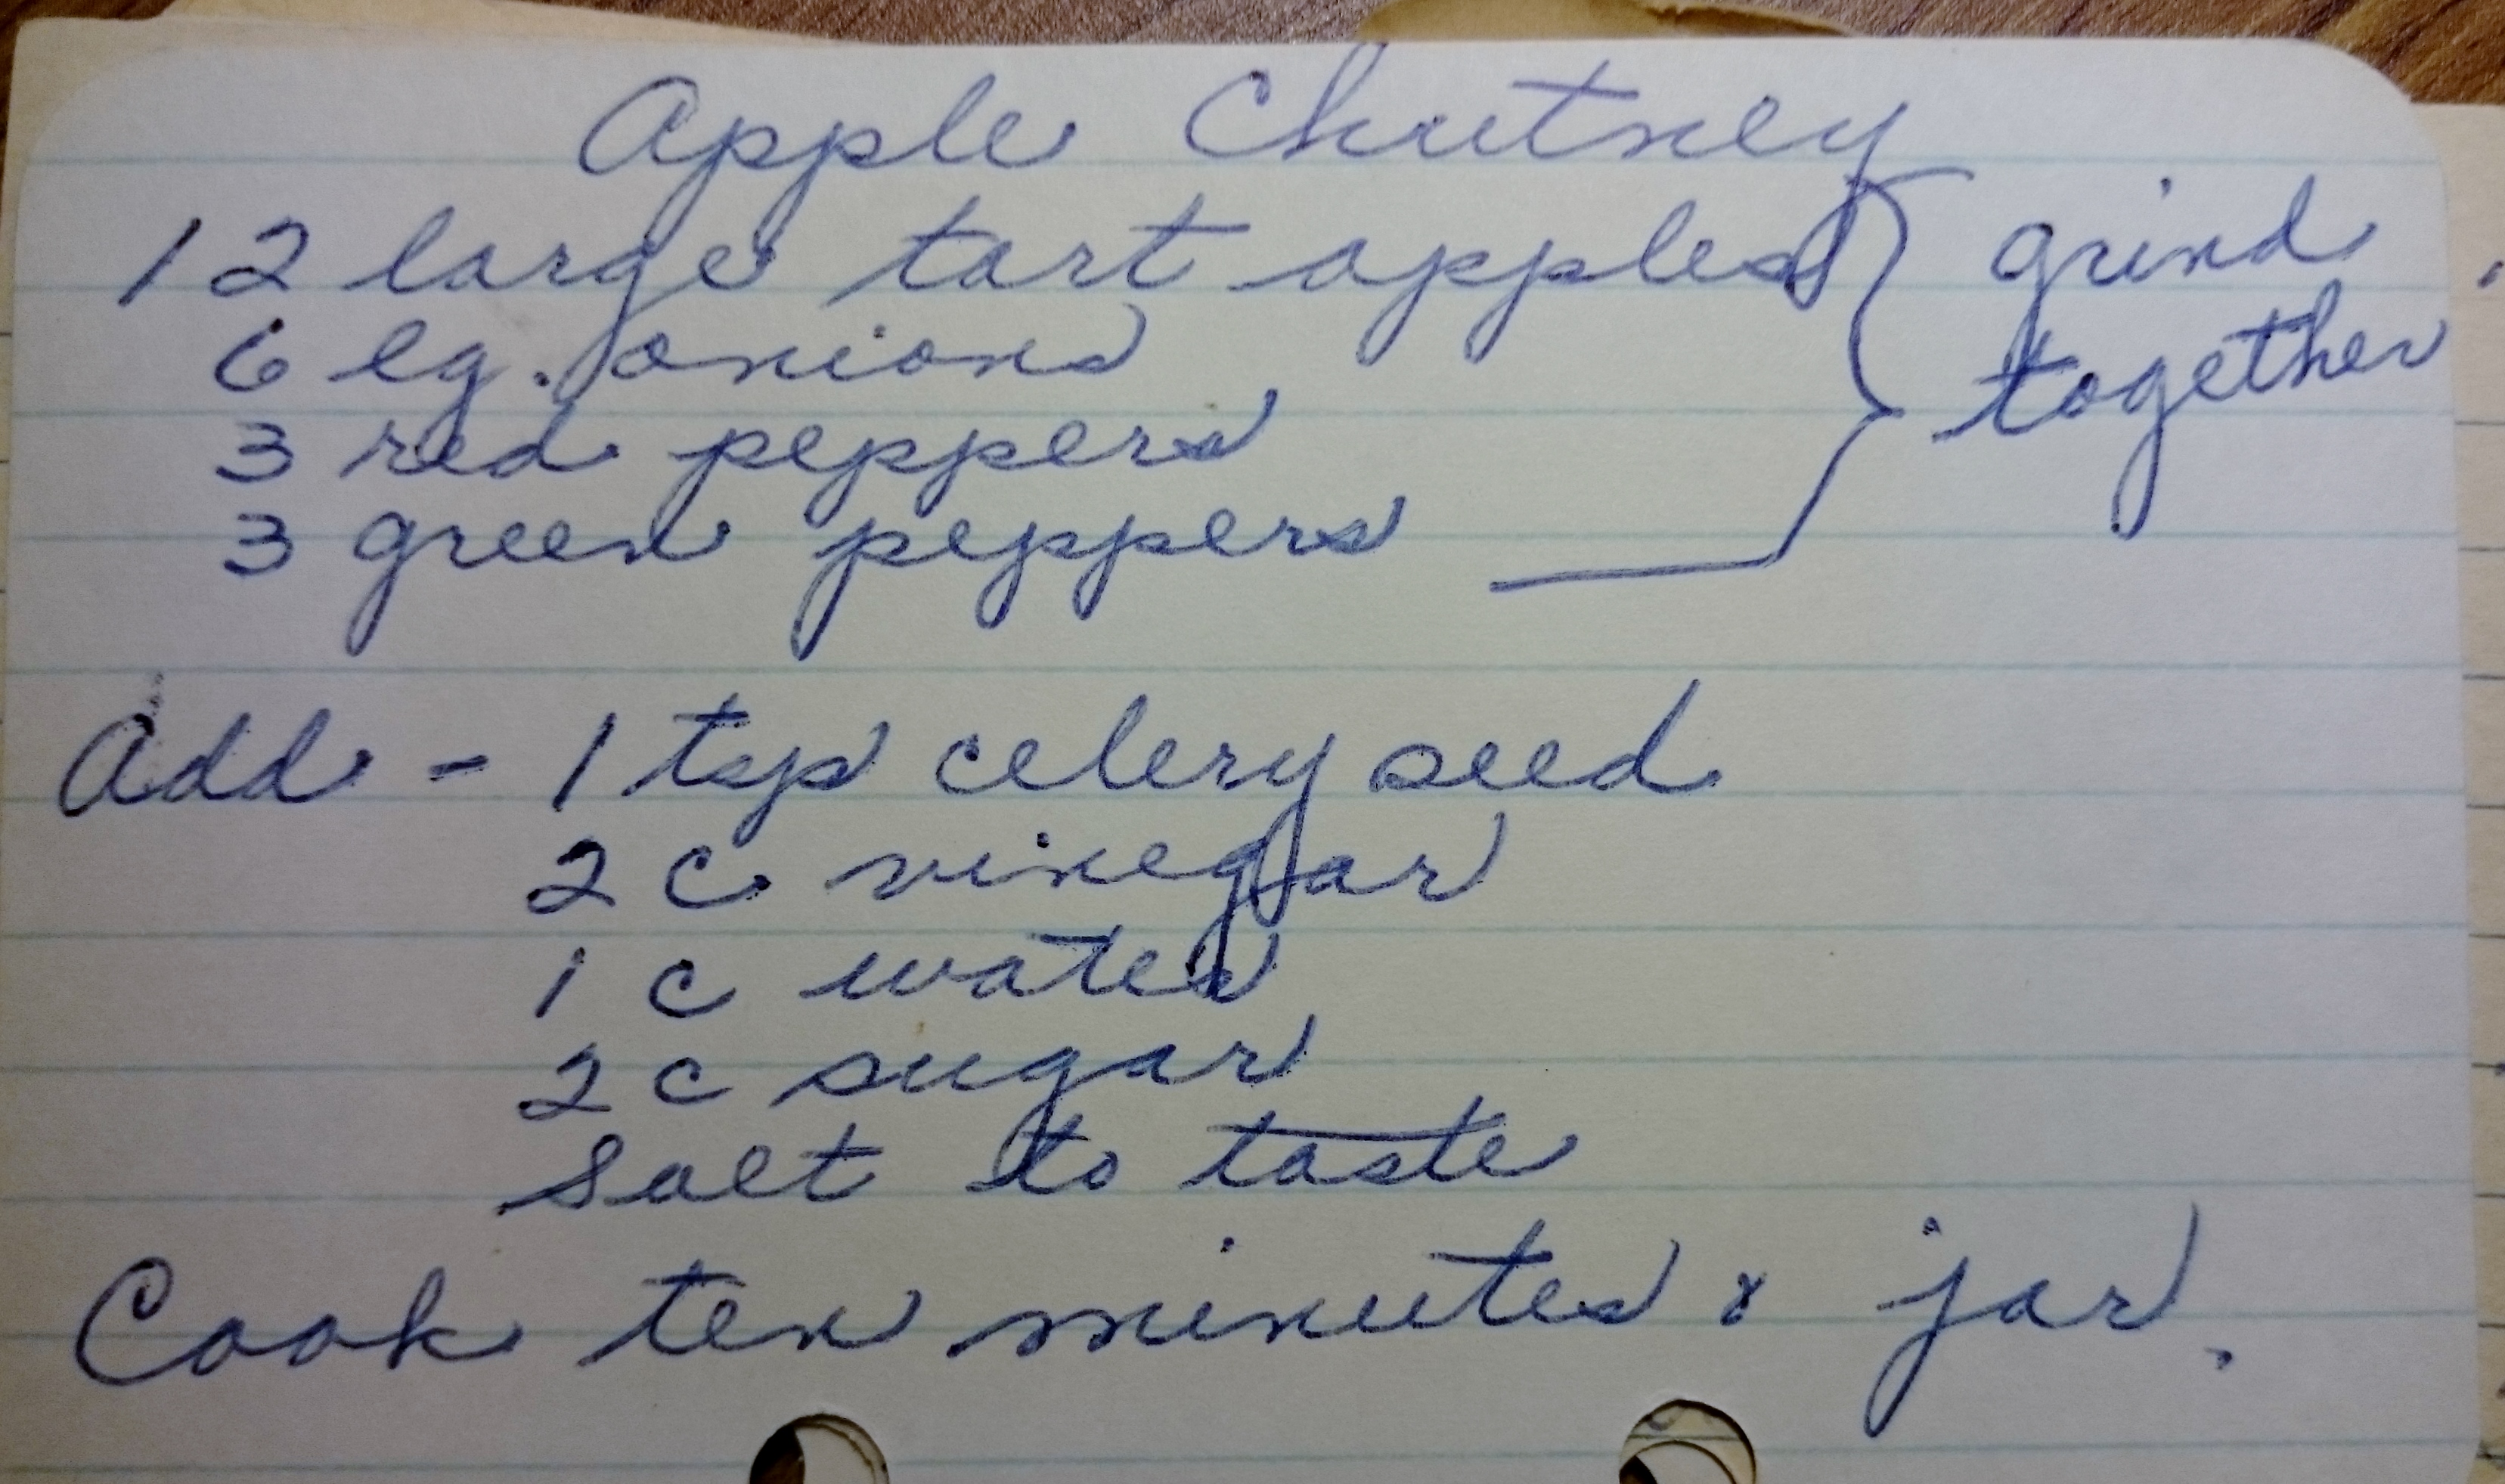 Apple Chutney
12 large tart apples } grind together
6 lg. onions
3 red peppers
3 green peppers
Add - 1 tsp celery seed
2 c. vinegar
1 c water
2 c sugar
Salt to taste
Cook ten minutes & jar.